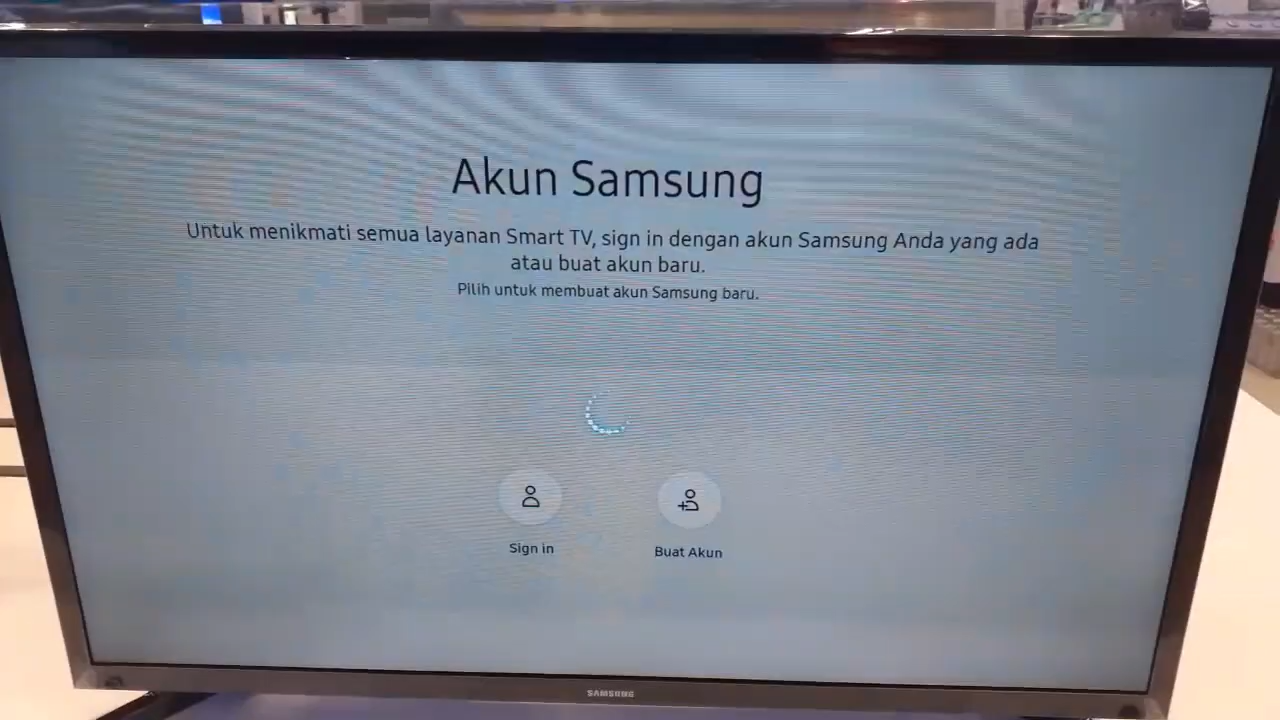 Akun Samsung
Untuk menikmati semua layanan Smart TV, sign in dengan akun Samsung Anda yang ada
atau buat akun baru.
Pilih untuk membuat akun Samsung baru.
Sign in
Buat Akun
SAMSUNG